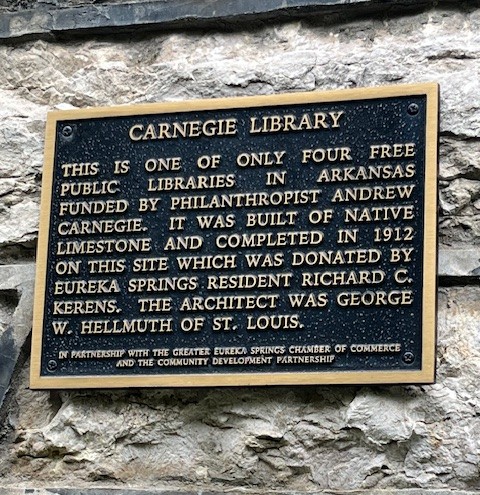 CARNEGIE LIBRARY
THIS IS ONE OF ONLY FOUR FREE
PUBLIC LIBRARIES IN ARKANSAS
FUNDED BY PHILANTHROPIST ANDREW
CARNEGIE. IT WAS BUILT OF NATIVE
LIMESTONE AND COMPLETED IN 1912
ON THIS SITE WHICH WAS DONATED BY
EUREKA SPRINGS RESIDENT RICHARD C.
KERENS. THE ARCHITECT WAS GEORGE
W. HELLMUTH OF ST. LOUIS.
IN PARTNERSHIP WITH THE GREATER EUREKA SPRINGS CHAMBER OF COMMERCE
AND THE COMMUNITY DEVELOPMENT PARTNERSHIP